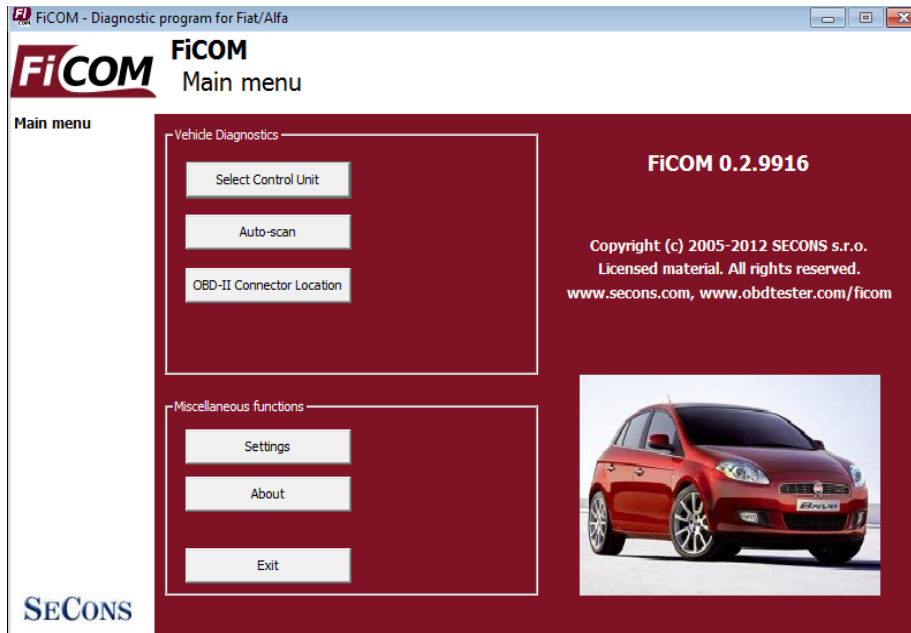 FiCOM - Diagnostic program for Fiat/Alfa
FiCOM
FiCOM
Main menu
Main menu
Vehicle Diagnostics
Select Control Unit
Auto-scan
OBD-II Connector Location
FiCOM 0.2.9916
Copyright (c) 2005-2012 SECONS s.r.o.
Licensed material. All rights reserved.
www.secons.com, www.obdtester.com/ficom
Miscellaneous functions
Settings
About
Exit
Bravo
SECONS